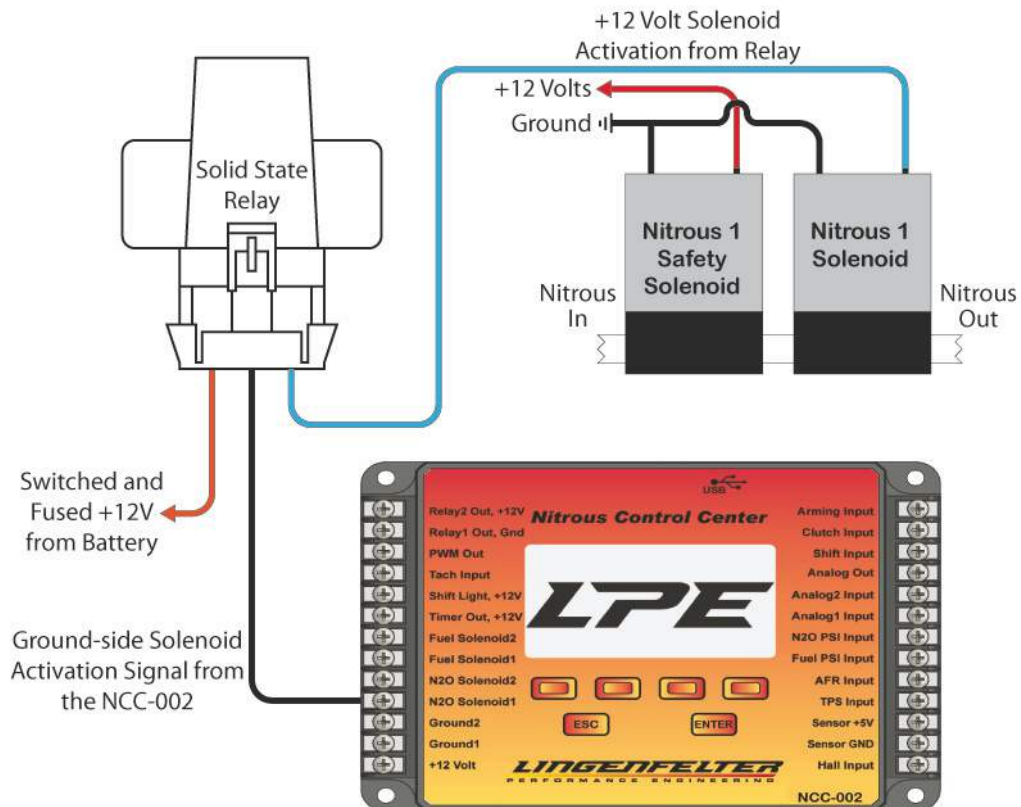 +12 Volt Solenoid
Activation from Relay
+12 Volts
Ground
Solid State
Relay
Nitrous 1
Safety
Solenoid
Nitrous 1
Solenoid
Nitrous
In
Nitrous
Out
Switched and
Fused +12V
from Battery
Ground-side Solenoid
Activation Signal from
the NCC-002
USB
Nitrous Control Center
LPE
Relay2 Out, +12V
Relay1 Out, Gnd
PWM Out
Tach Input
Shift Light, +12V
Timer Out, +12V
Fuel Solenoid2
Fuel Solenoid1
N2O Solenoid2
N2O Solenoid1
Ground2
Ground1
+12 Volt
Arming Input
Clutch Input
Shift Input
Analog Out
Analog2 Input
Analog1 Input
N2O PSI Input
Fuel PSI Input
AFR Input
TPS Input
Sensor +5V
Sensor GND
Hall Input
ESC
ENTER
LINGENFELTER
PERFORMANCE ENGINEERING
NCC-002